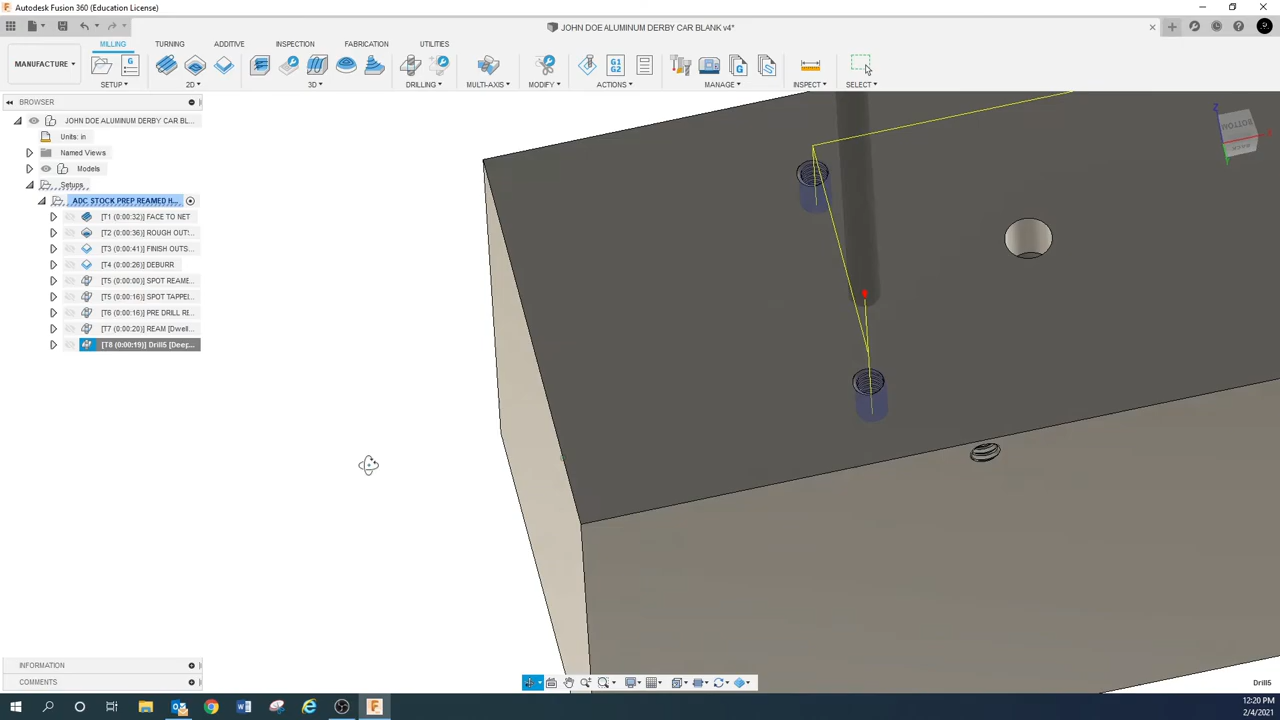 Autodesk Fusion 360 (Education License)
JOHN DOE ALUMINUM DERBY CAR BLANK v4*
MILLING TURNING ADDITIVE INSPECTION FABRICATION UTILITIES
MANUFACTURE
G G1 G2 G
SETUP 2D 3D DRILLING MULTI-AXIS MODIFY ACTIONS MANAGE INSPECT SELECT
BROWSER
JOHN DOE ALUMINUM DERBY CAR BL...
Units: in
Named Views
Models
Setups
ADC STOCK PREP REAMED H...
[T1 (0:00:32)] FACE TO NET
[T2 (0:00:36)] ROUGH OUT:...
[T3 (0:00:41)] FINISH OUTS...
[T4 (0:00:26)] DEBURR
[T5 (0:00:00)] SPOT REAME...
[T5 (0:00:16)] SPOT TAPPEI...
[T6 (0:00:16)] PRE DRILL RE...
[T7 (0:00:20)] REAM [Dwell...
[T8 (0:00:19)] Drill5 [Deep...
Z
BOTTOM
BACK
X
Y
INFORMATION
COMMENTS
Drill5
12:20 PM
2/4/2021